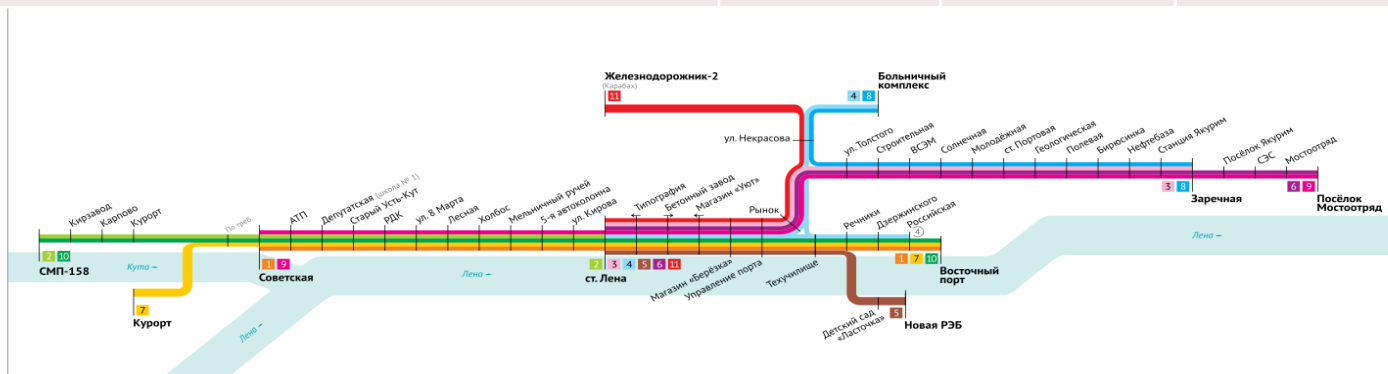 Железнодорожник-2
(Карабах)
11
Больничный
комплекс
4 8
ул. Некрасова
ул. Толстого
Строительная
ВСЭМ
Солнечная
Молодёжная
ст. Портовая
Геологическая
Полевая
Бирюсинка
Нефтебаза
Станция Якурим
Посёлок Якурим
СЭС
Мостоотряд
3 8
Заречная
6 9
Посёлок
Мостоотряд
Кирзавод
Карпово
Курорт
По треб.
АТП
Депутатская (школа № 1)
Старый Усть-Кут
РДК
ул. 8 Марта
Лесная
Холбос
Мельничный ручей
5-я автоколонна
ул. Кирова
Типография
Бетонный завод
Магазин «Уют»
Рынок
Речники
Дзержинского
Российская
4
2 10
СМП-158
Кута →
1 9
Советская
Лена →
2 3 4 5 6 11
ст. Лена
Магазин «Берёзка»
Управление порта
Техучилище
1 7 10
Восточный
порт
Лена →
7
Курорт
Лена →
Детский сад
«Ласточка»
5
Новая РЭБ